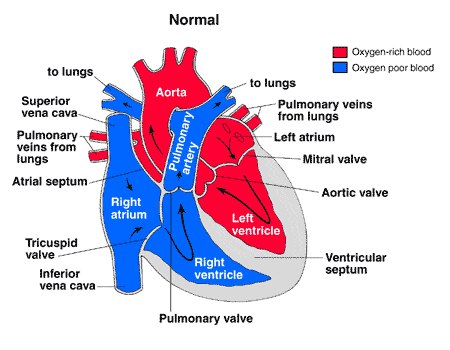 Normal
Oxygen-rich blood
Oxygen poor blood
to lungs
to lungs
Aorta
Superior
vena cava
Pulmonary veins
from lungs
Pulmonary
veins from
lungs
Left atrium
Pulmonary
artery
Mitral valve
Atrial septum
Aortic valve
Right
atrium
Left
ventricle
Tricuspid
valve
Ventricular
septum
Right
ventricle
Inferior
vena cava
Pulmonary valve